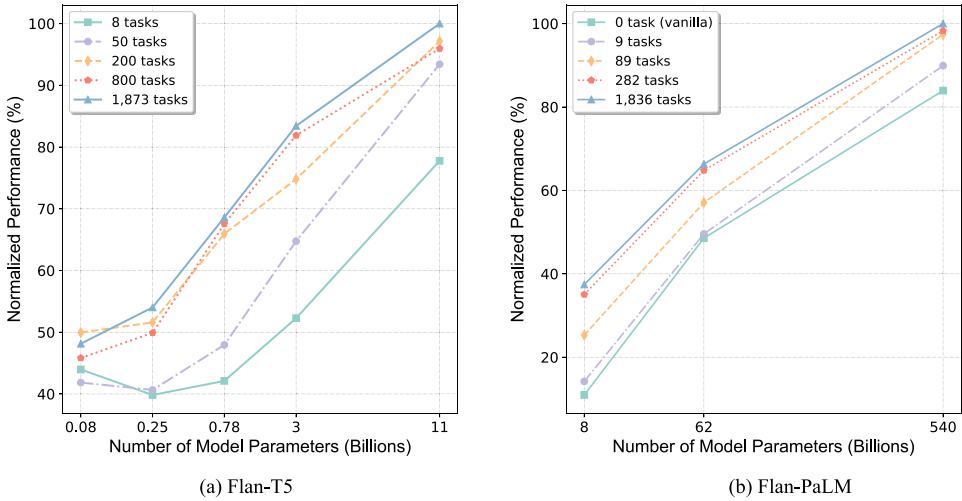 100
90
80
70
60
50
40
Normalized Performance (%)
8 tasks
50 tasks
200 tasks
800 tasks
1,873 tasks
0.08
0.25
0.78
3
11
Number of Model Parameters (Billions)
(a) Flan-T5
100
80
60
40
20
Normalized Performance (%)
0 task (vanilla)
9 tasks
89 tasks
282 tasks
1,836 tasks
8
62
540
Number of Model Parameters (Billions)
(b) Flan-PaLM